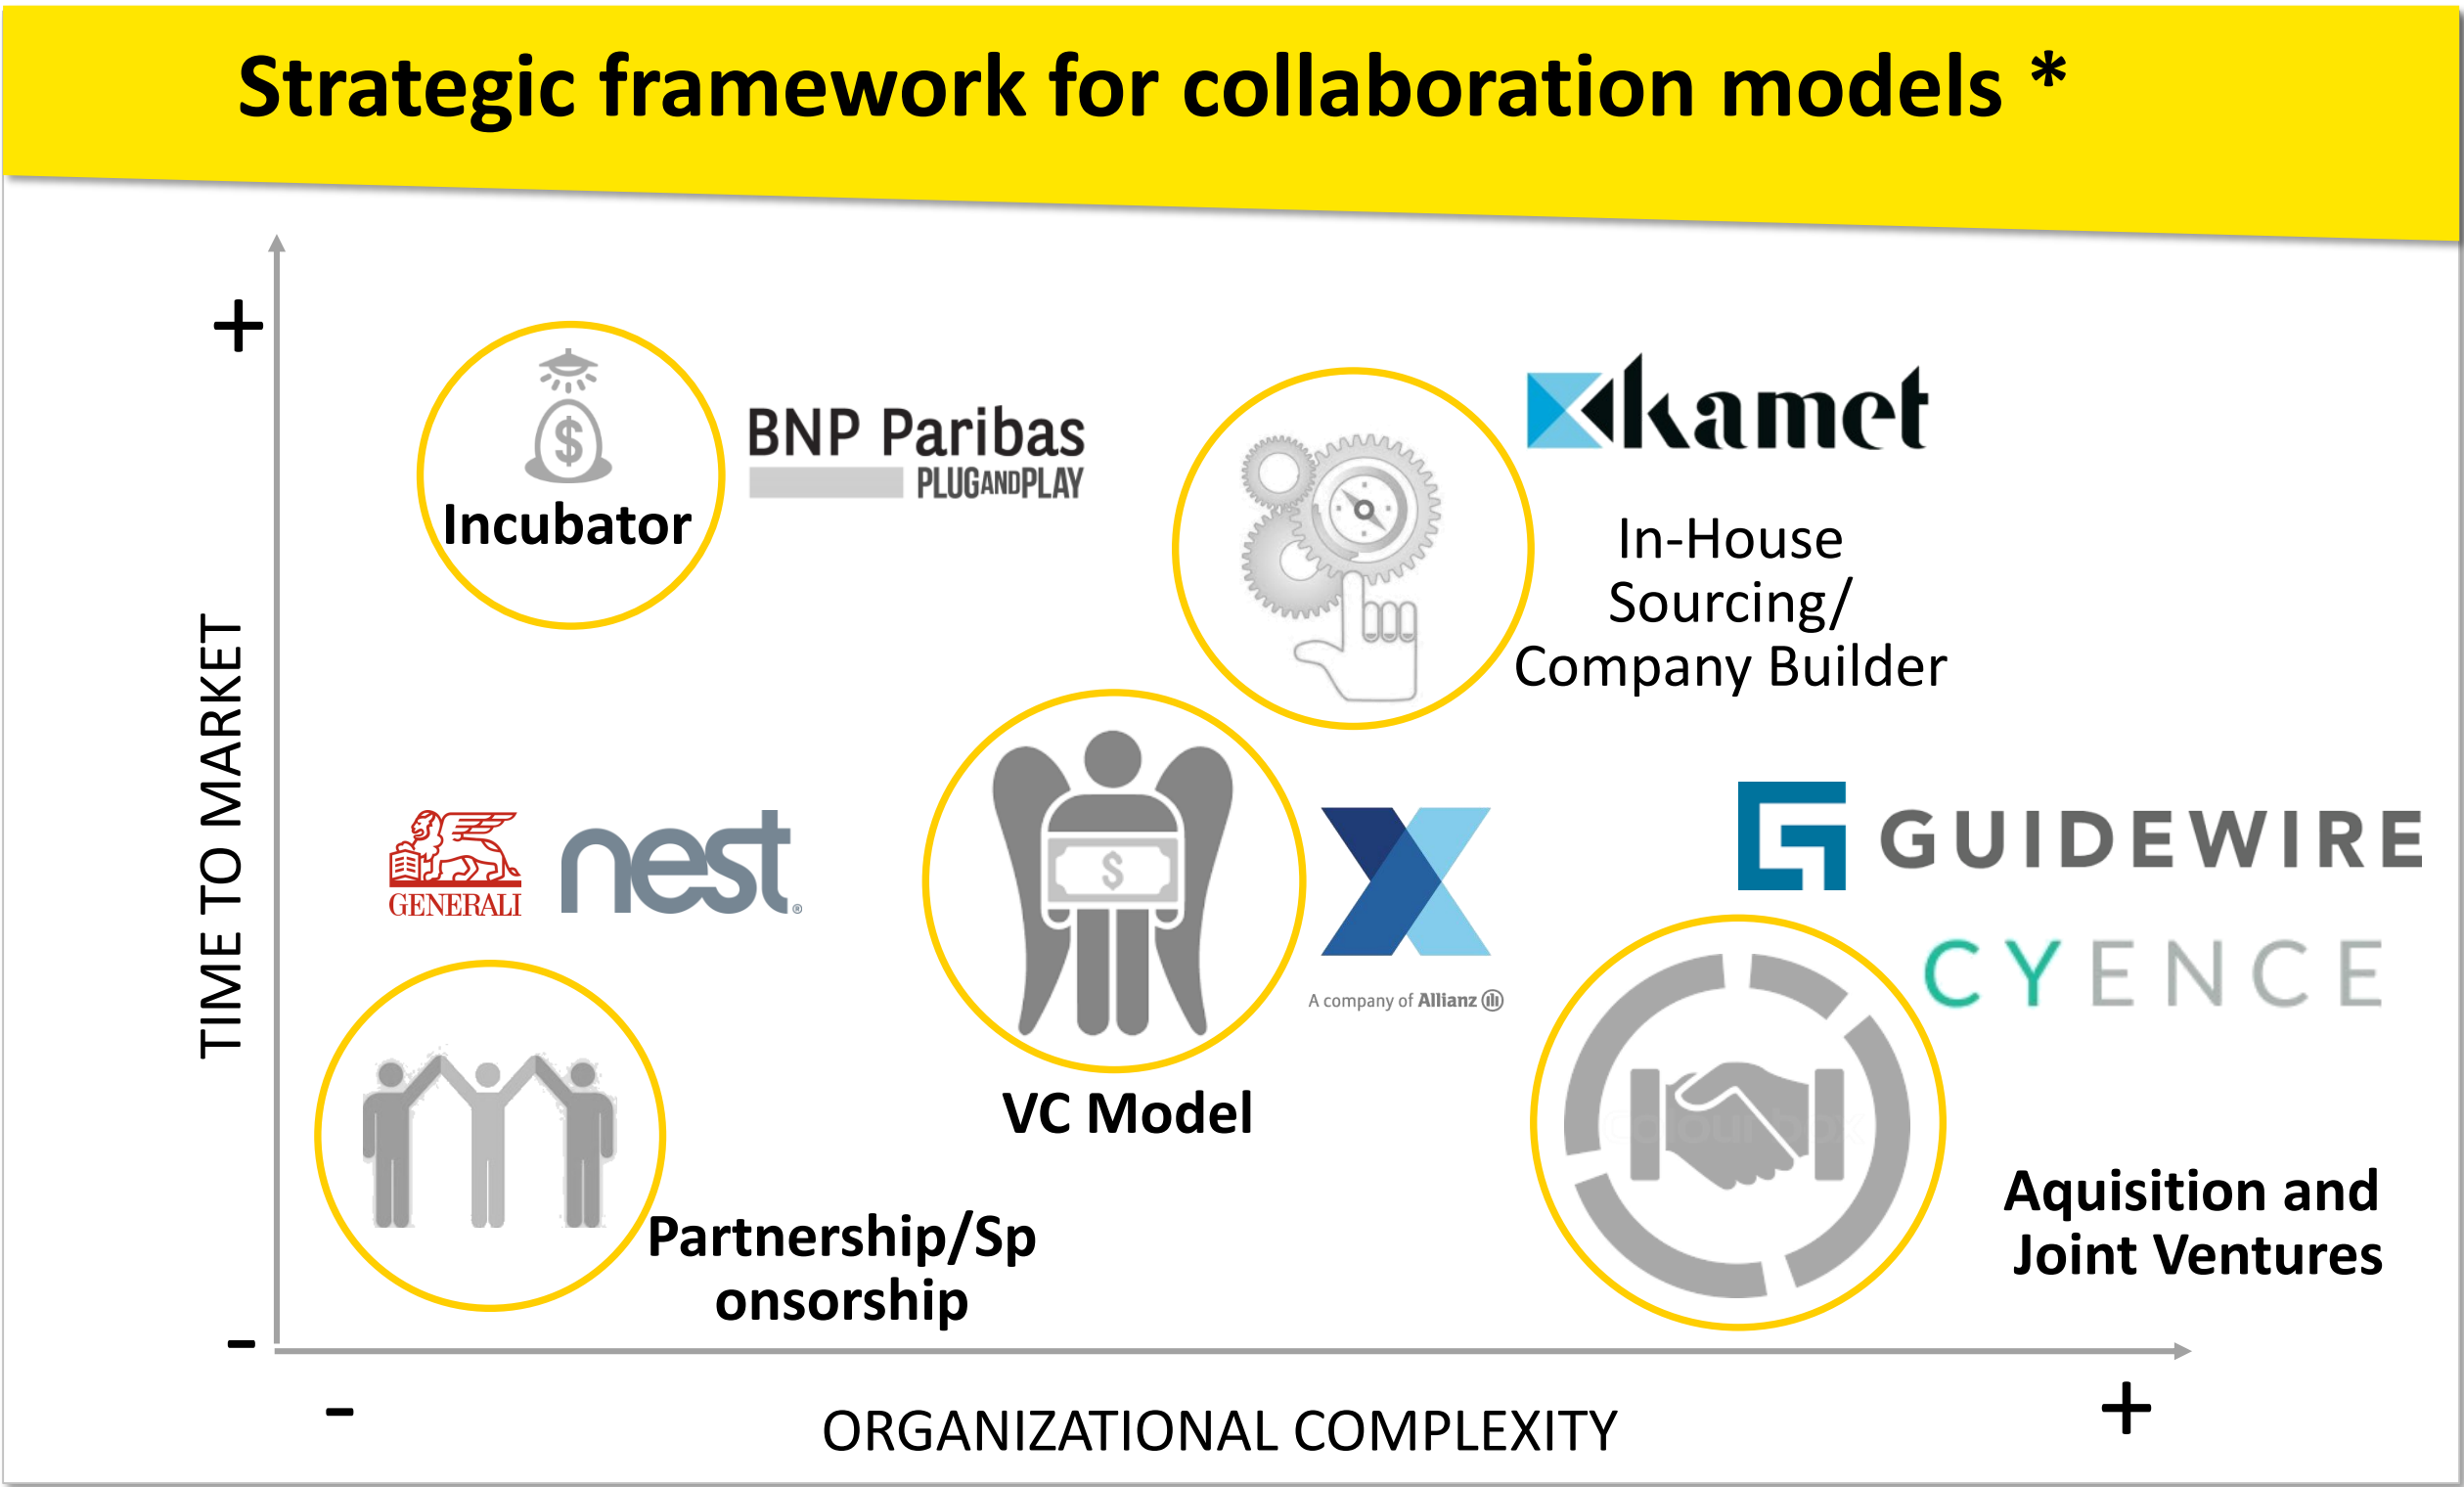 Strategic framework for collaboration models *
+
Incubator
BNP Paribas
PLUGANDPLAY
kamet
In-House
Sourcing/
Company Builder
TIME TO MARKET
GENERALI
nest®
$
$
X
A company of Allianz
VC Model
GUIDEWIRE
CYENCE
Partnership/Sp
onsorship
colourbox
Aquisition and
Joint Ventures
-
-
ORGANIZATIONAL COMPLEXITY
+